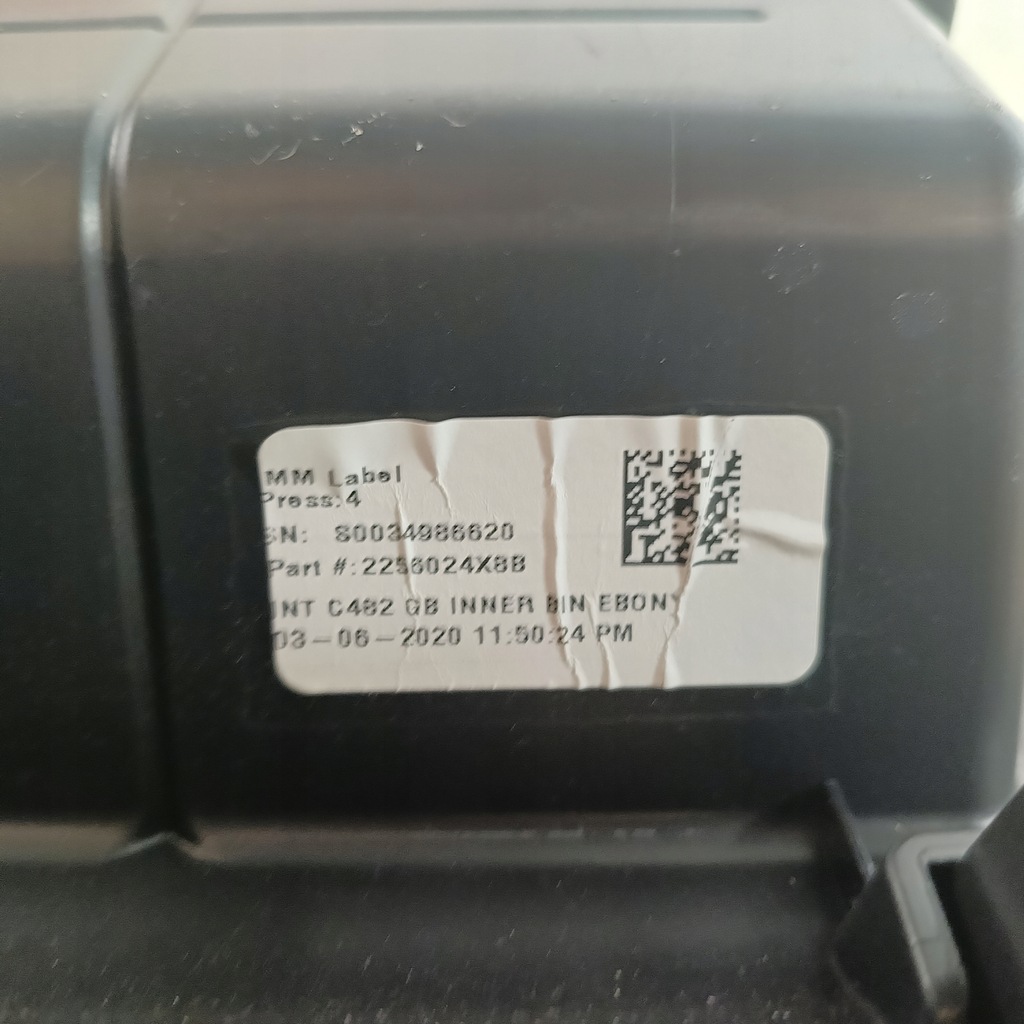 MM Label
Press:4
SN: S0034986620
Part #:2256024X8B
INT C482 GB INNER BIN EBONY
03-06-2020 11:50:24 PM